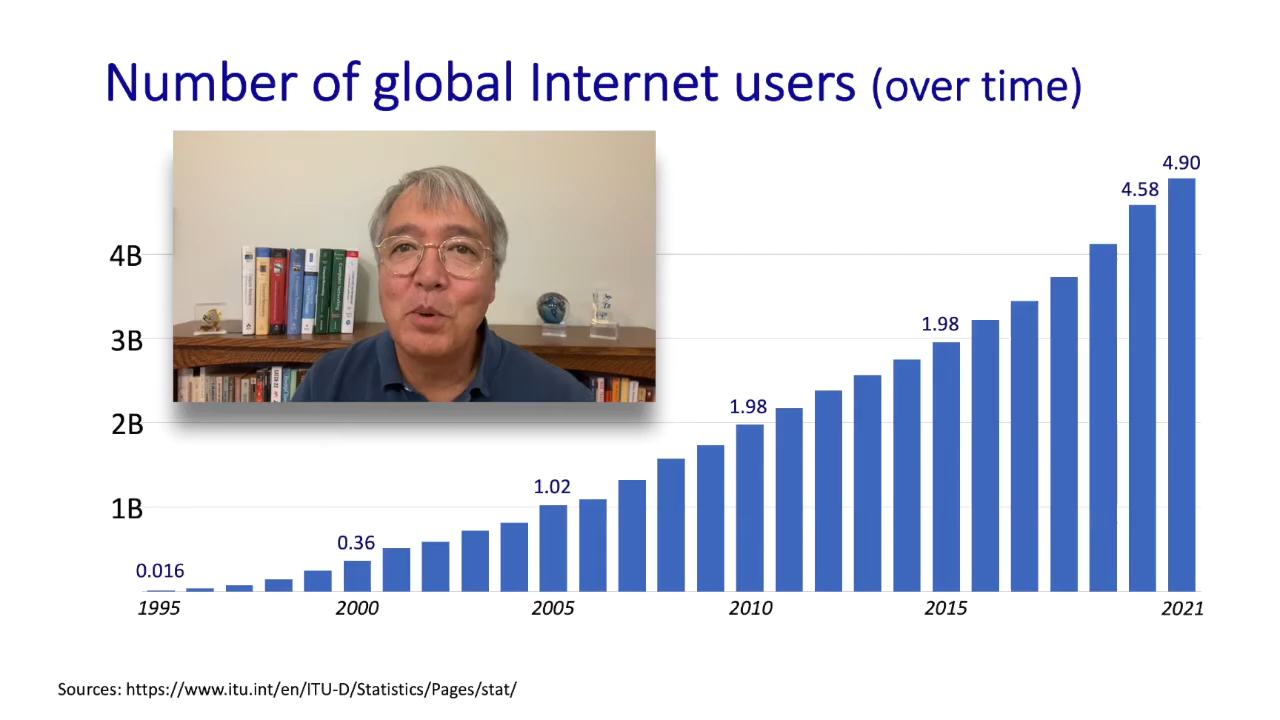 Number of global Internet users (over time)
4.90
4.58
4B
1.98
3B
1.98
2B
1.02
1B
0.36
0.016
1995 2000 2005 2010 2015 2021
Sources: https://www.itu.int/en/ITU-D/Statistics/Pages/stat/